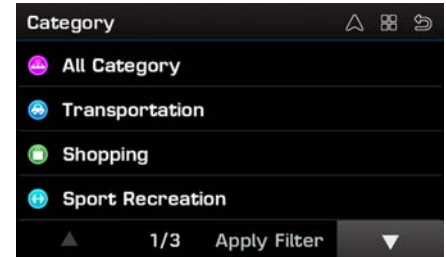 Category
All Category
Transportation
Shopping
Sport Recreation
1/3 Apply Filter